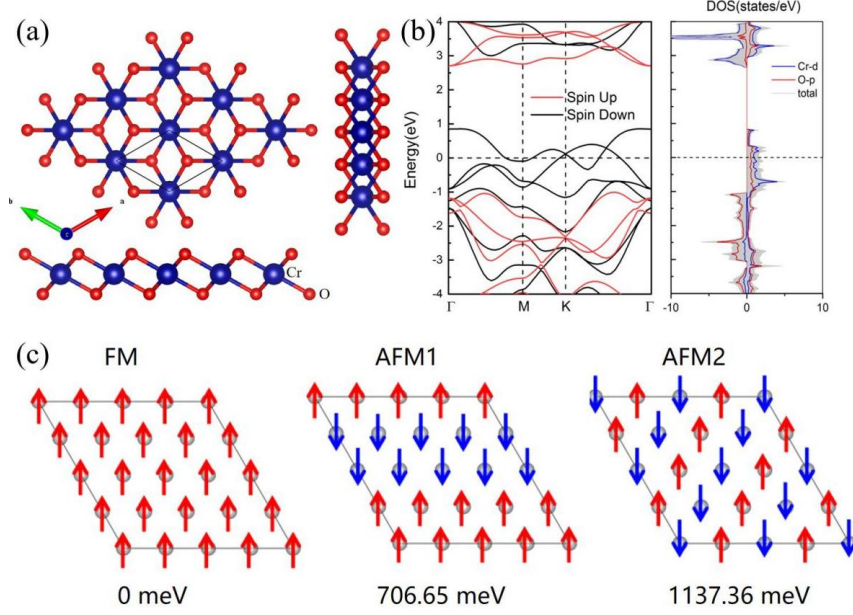 (a)
b
a
Cr
O
(b)
Energy(eV)
4
3
2
1
0
-1
-2
-3
-4
Γ
M
K
Γ
Spin Up
Spin Down
DOS(states/eV)
Cr-d
O-p
total
-10
0
10
(c)
FM
AFM1
AFM2
0 meV
706.65 meV
1137.36 meV